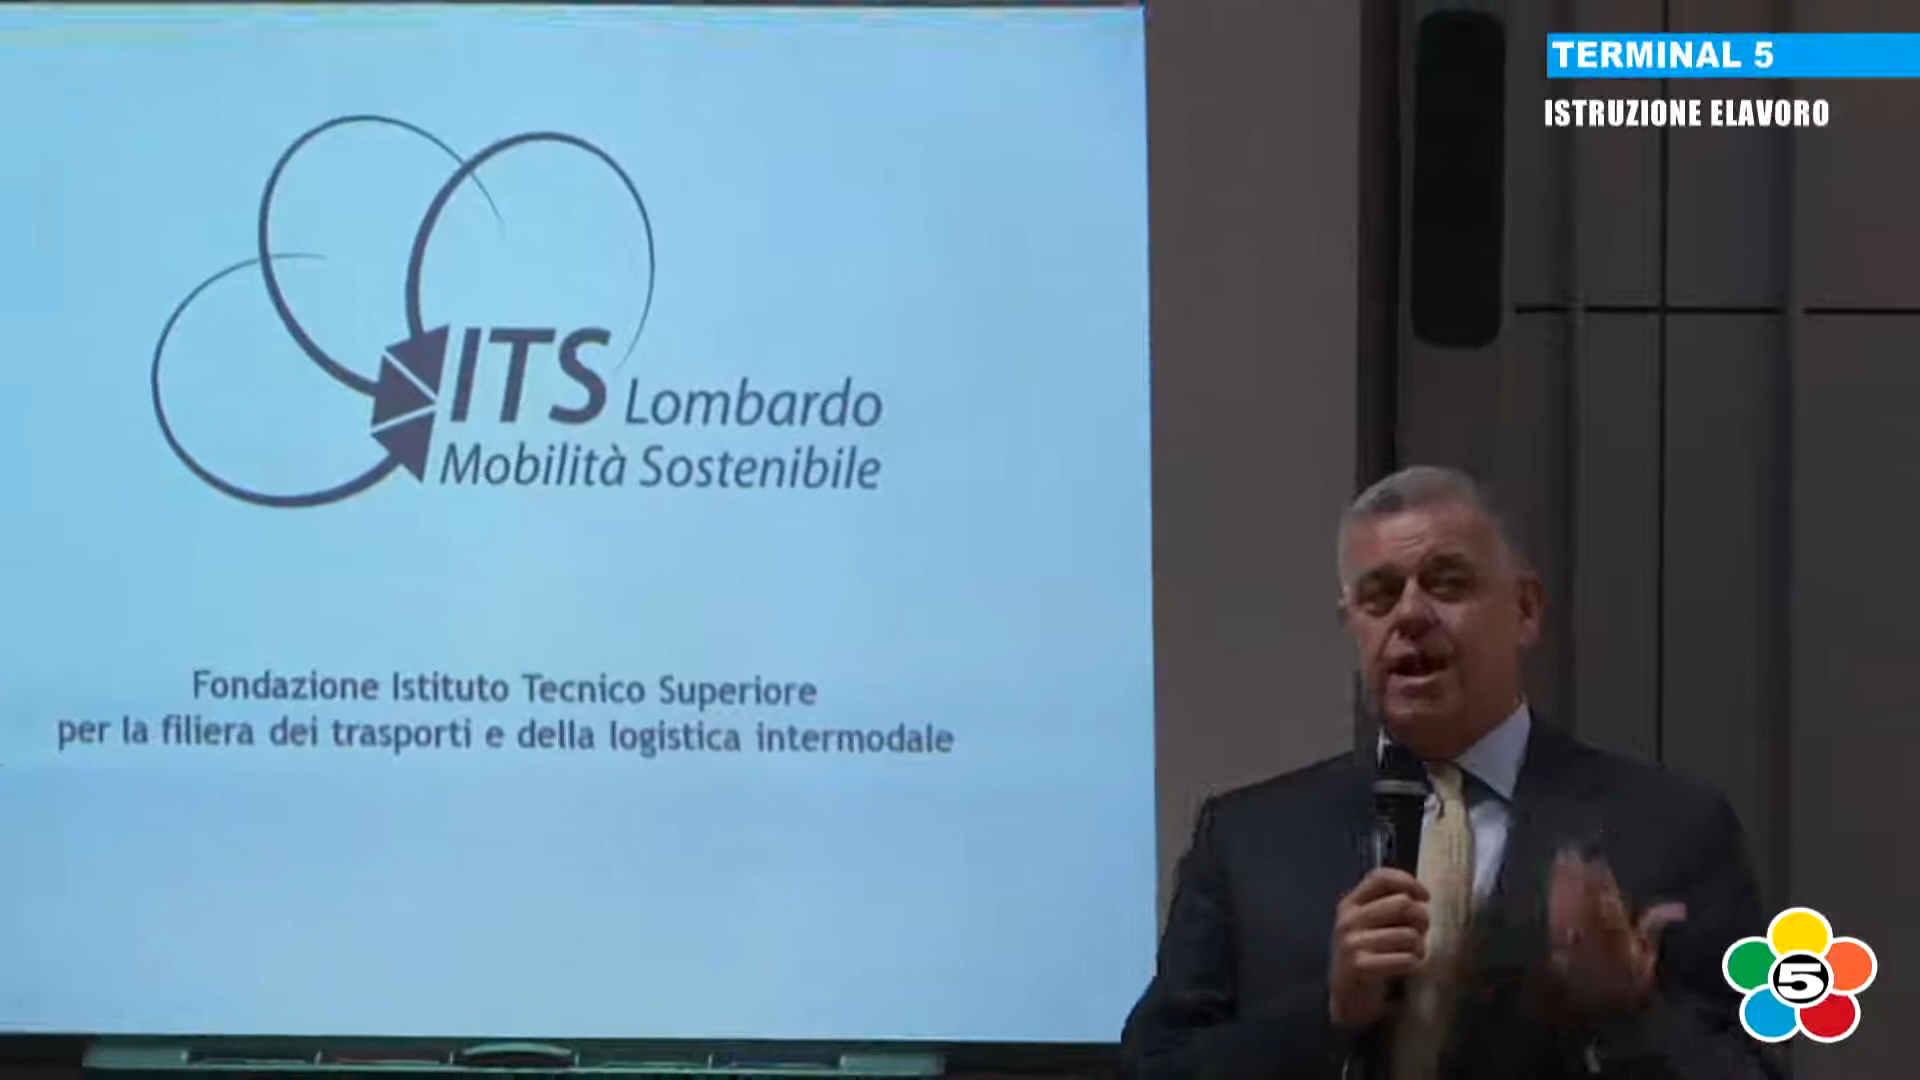 TERMINAL 5
ISTRUZIONE ELAVORO
ITS Lombardo
Mobilità Sostenibile
Fondazione Istituto Tecnico Superiore
per la filiera dei trasporti e della logistica intermodale
5